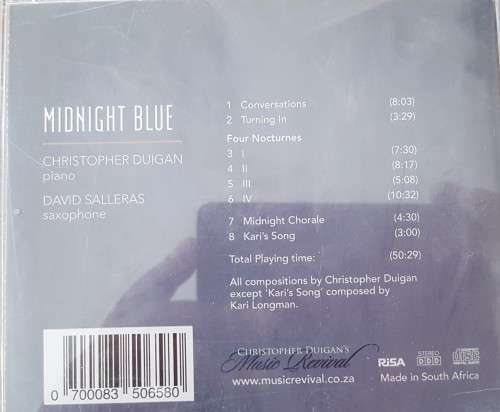 MIDNIGHT BLUE
CHRISTOPHER DUIGAN
piano
DAVID SALLERAS
saxophone
1 Conversations (8:03)
2 Turning In (3:29)
Four Nocturnes
3 I (7:30)
4 II (8:17)
5 III (5:08)
6 IV (10:32)
7 Midnight Chorale (4:30)
8 Kari's Song (3:00)
Total Playing time: (50:29)
All compositions by Christopher Duigan
except 'Kari's Song' composed by
Kari Longman.
0 700083 506580
CHRISTOPHER DUIGAN'S
Music Revival
www.musicrevival.co.za
RiSA
STEREO
DDD
Made in South Africa